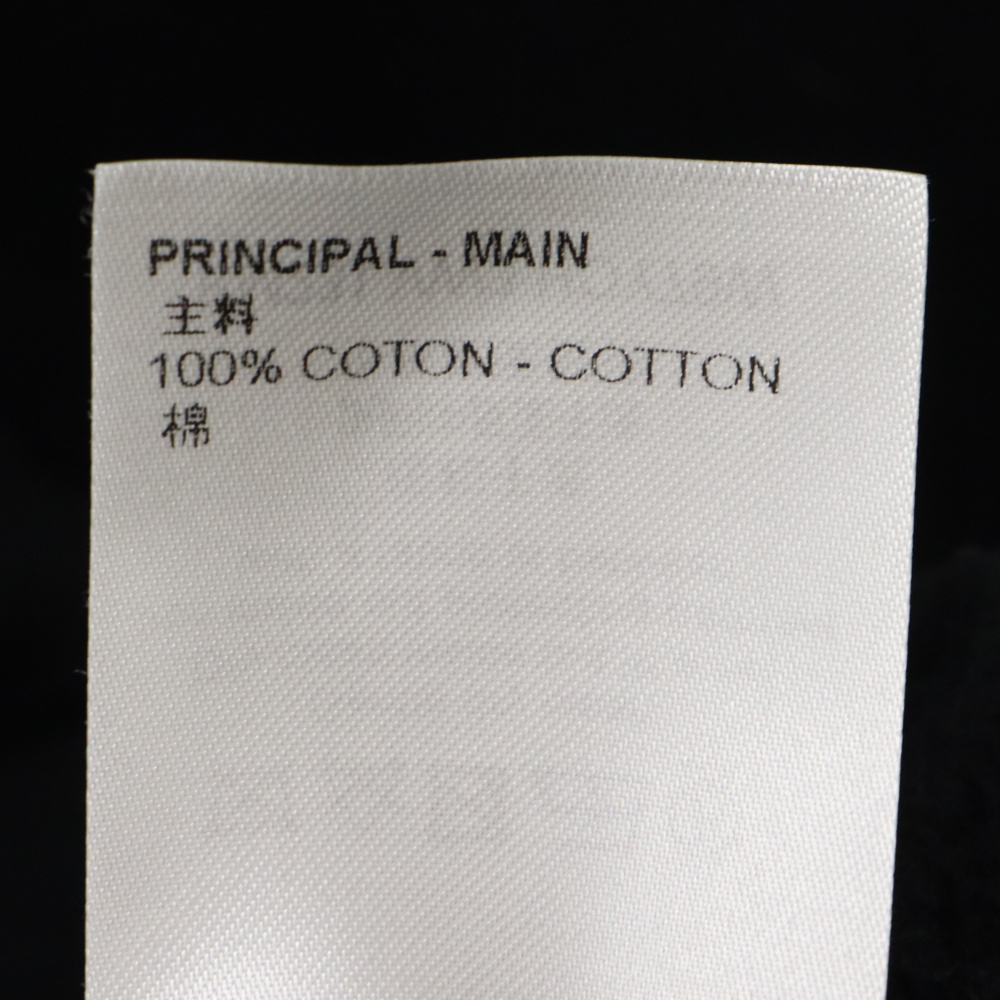 PRINCIPAL - MAIN
主料
100% COTON - COTTON
棉